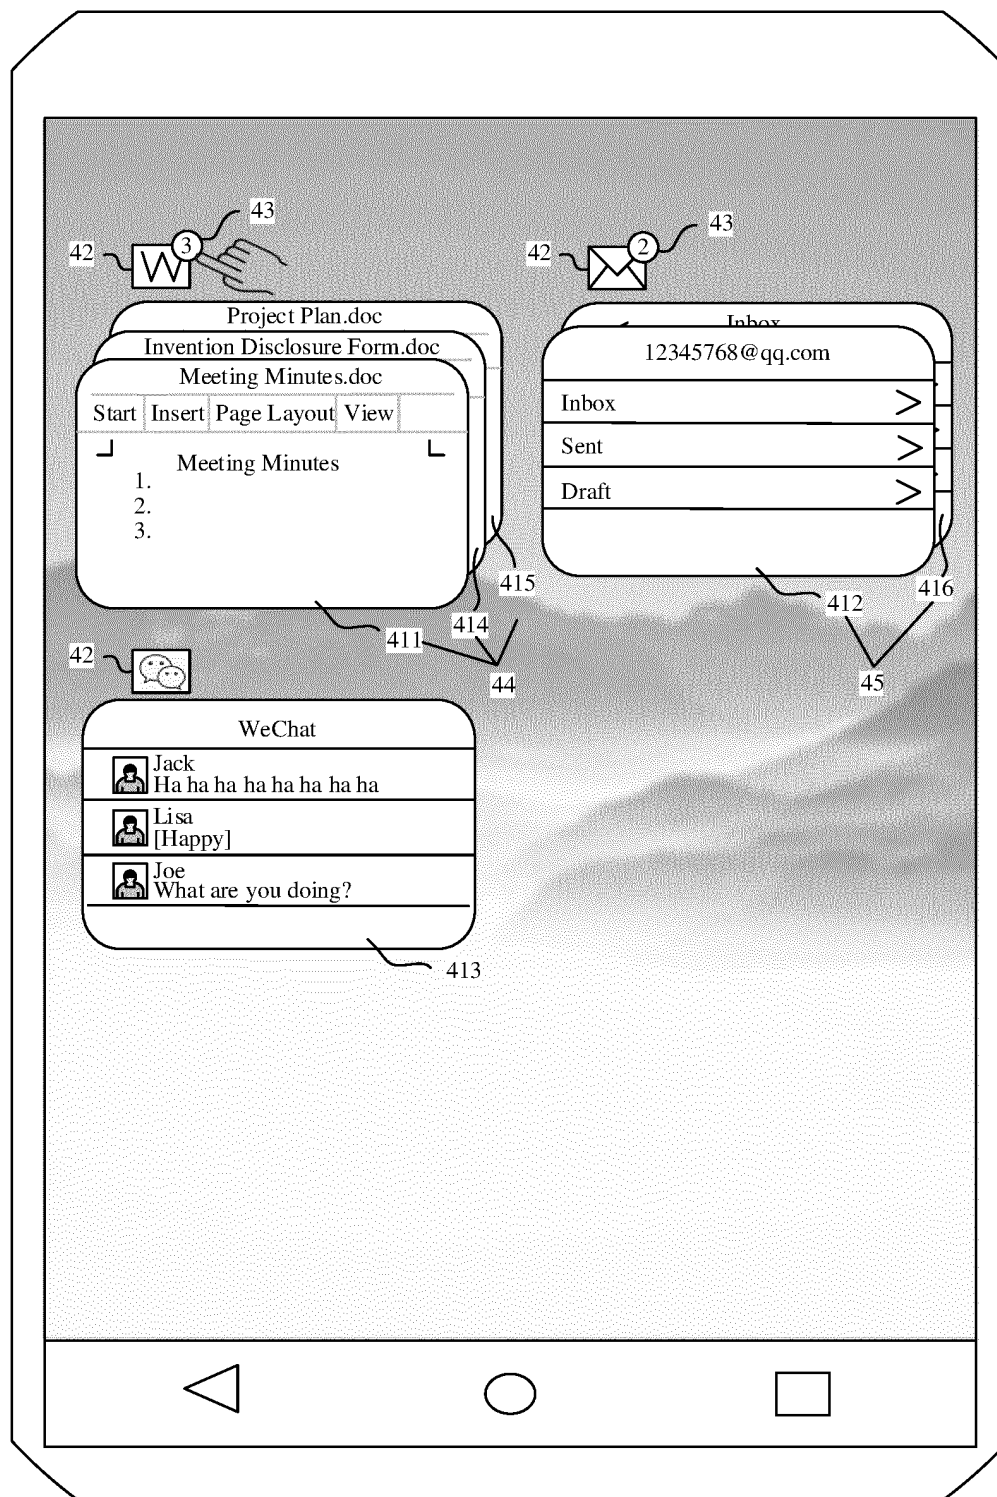 43
42
3
W
43
42
2
Project Plan.doc
Invention Disclosure Form.doc
Meeting Minutes.doc
Start Insert Page Layout View
Meeting Minutes
1.
2.
3.
Inbox
12345768@qq.com
Inbox
Sent
Draft
415
414
411
44
416
412
45
42
WeChat
Jack
Ha ha ha ha ha ha ha ha
Lisa
[Happy]
Joe
What are you doing?
413